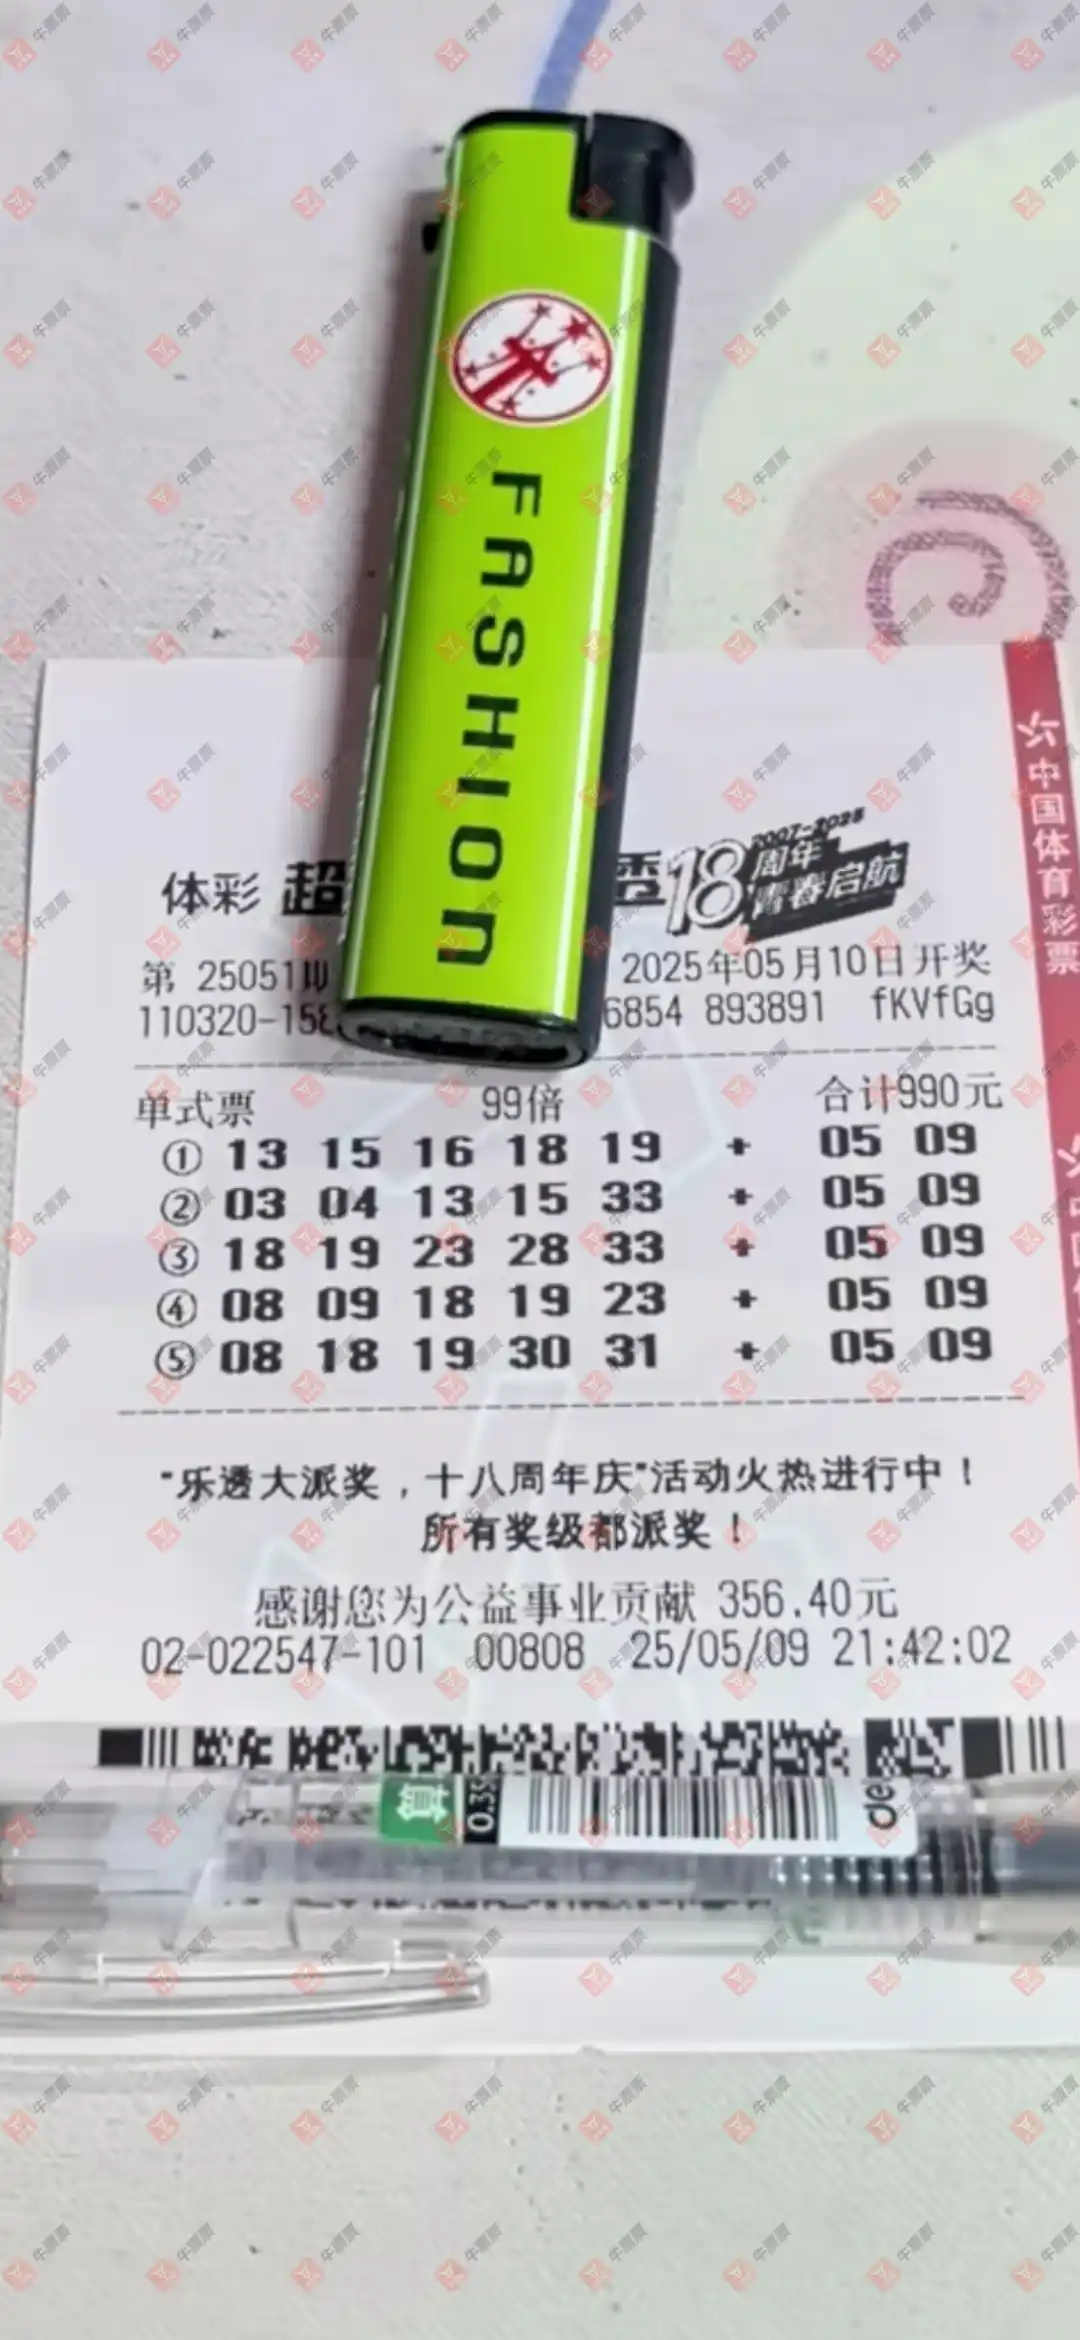 FASHION
中国体育彩票
体彩 超
18 2007-2025
周年
青春启航
第 25051
2025年05月10日开奖
110320-15
6854 893891 fKVfGg
单式票 99倍 合计990元
① 13 15 16 18 19 + 05 09
② 03 04 13 15 33 + 05 09
③ 18 19 23 28 33 + 05 09
④ 08 09 18 19 23 + 05 09
⑤ 08 18 19 30 31 + 05 09
"乐透大派奖，十八周年庆"活动火热进行中！
所有奖级都派奖！
感谢您为公益事业贡献 356.40元
02-022547-101 00808 25/05/09 21:42:02
0.3
de
牛票票